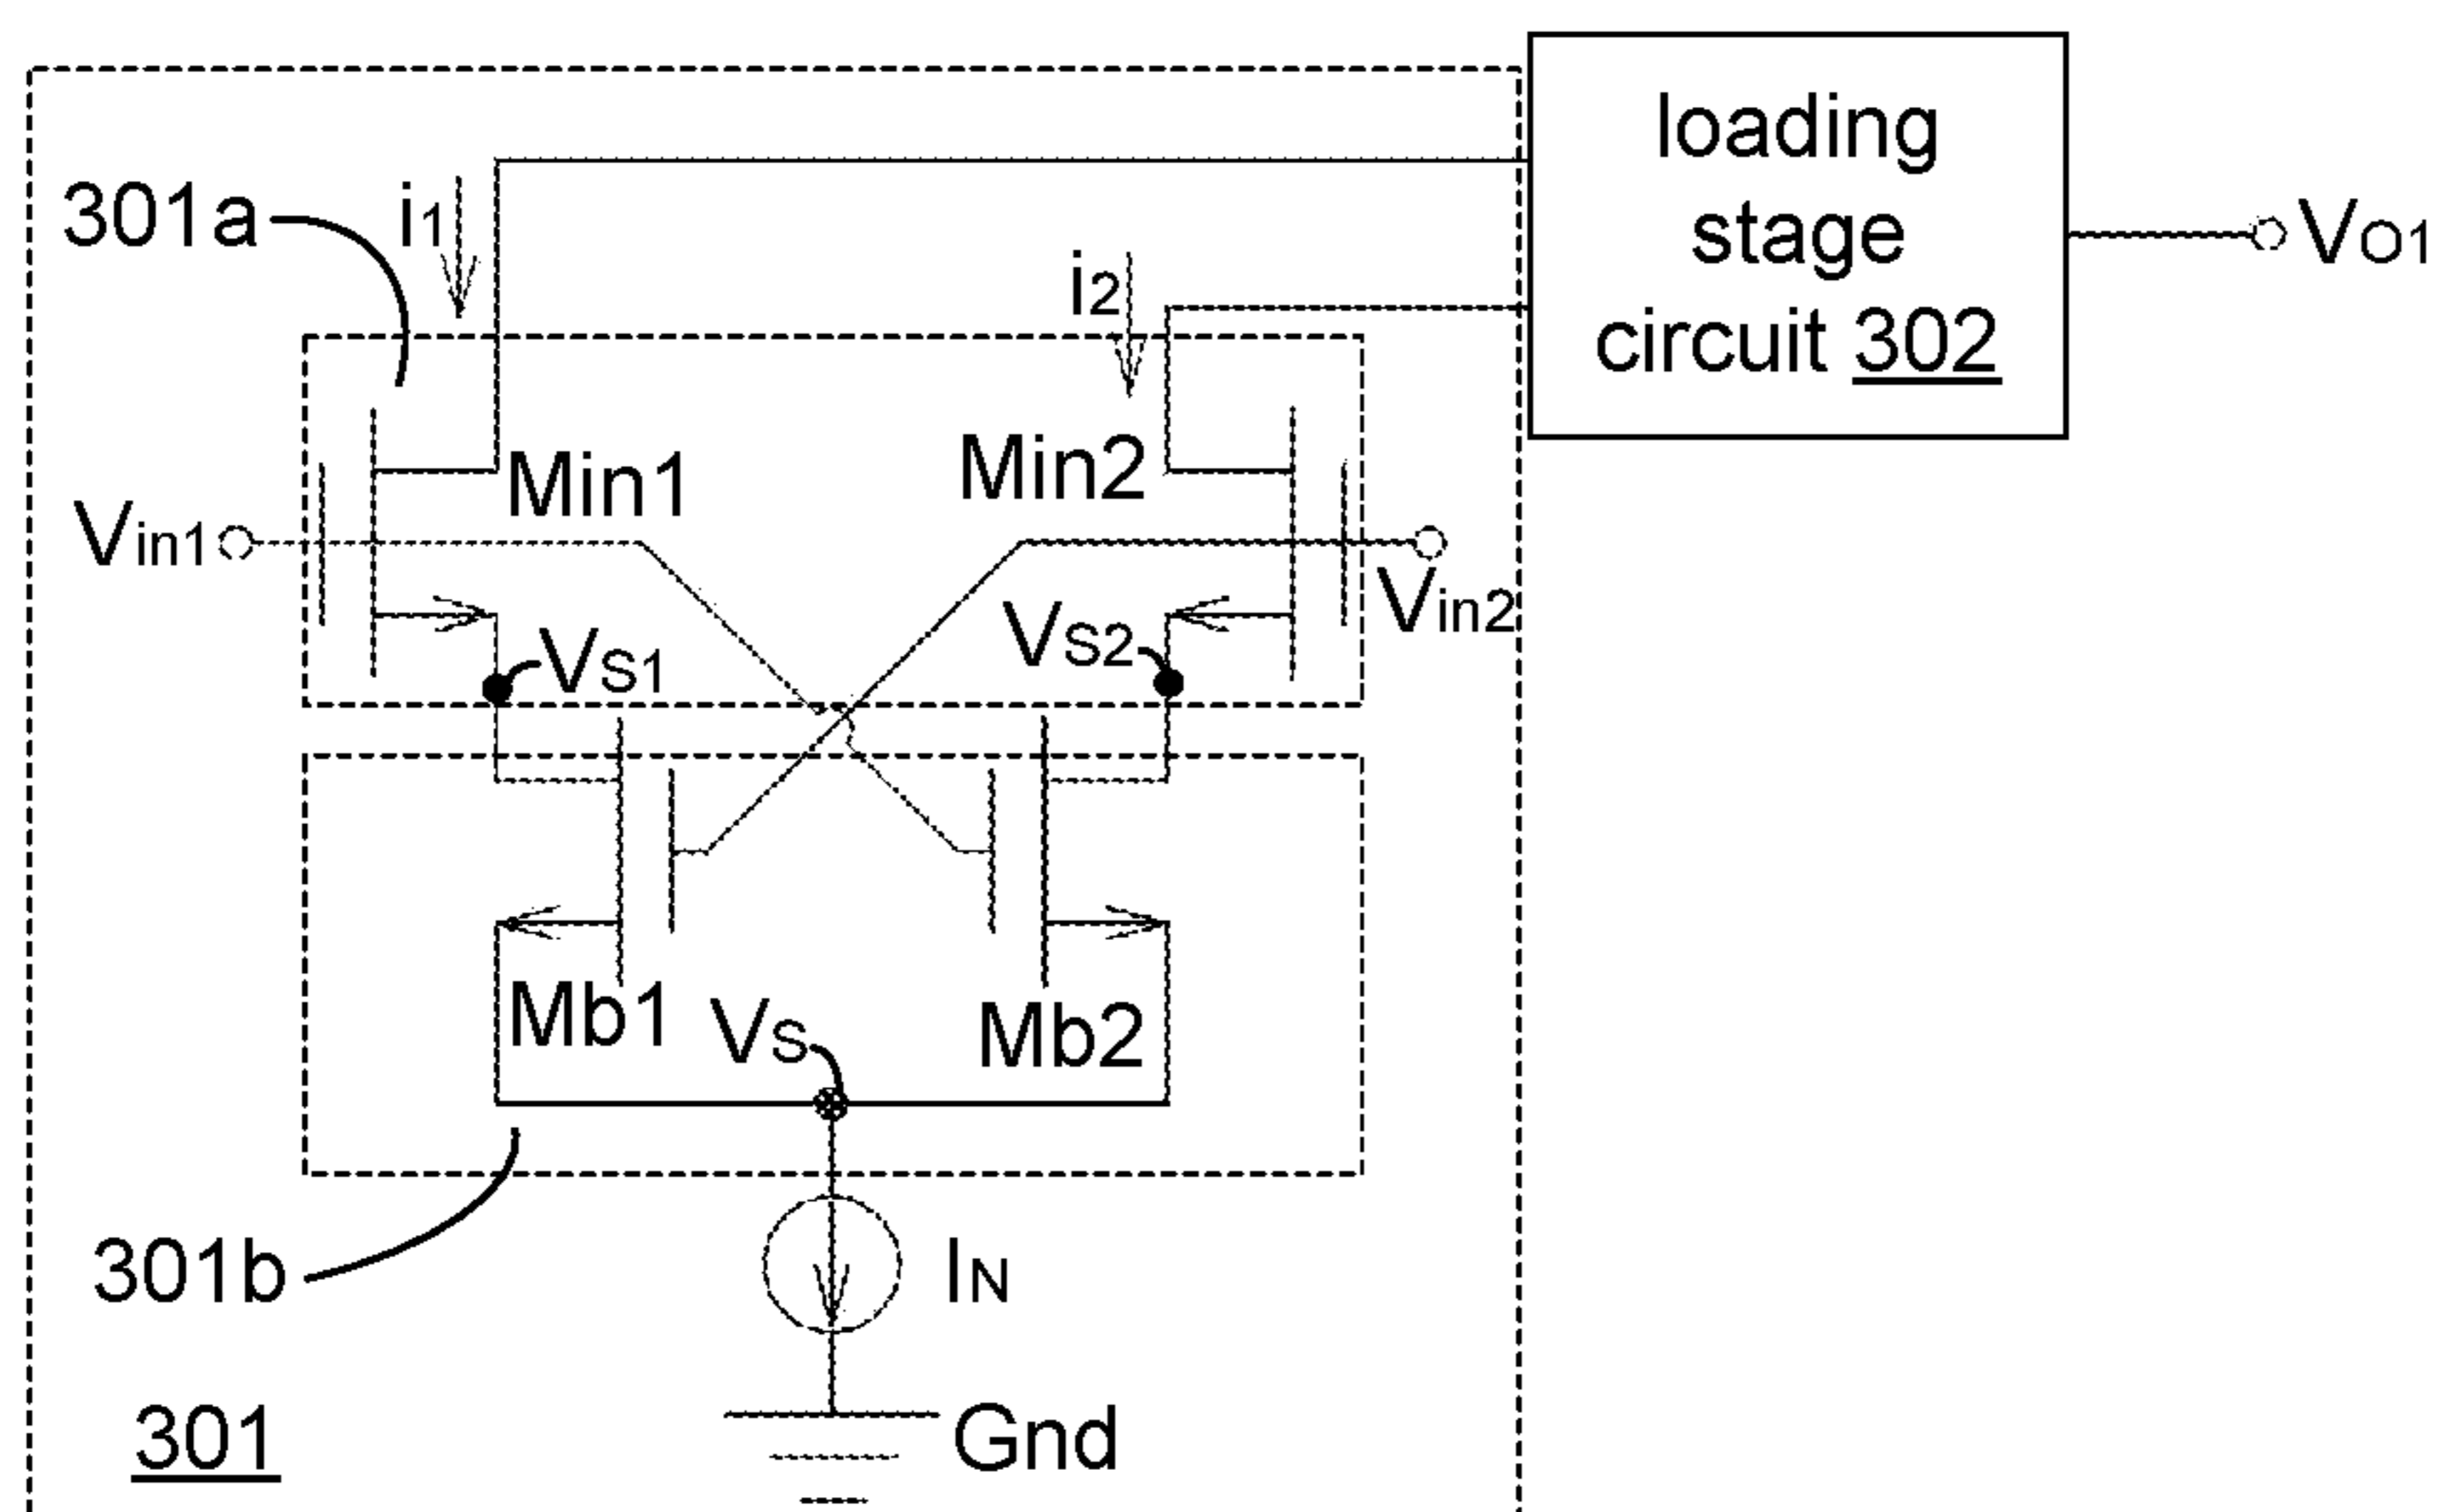 loading
stage
circuit 302
VO1
301a
i1
i2
Min1
Min2
Vin1
Vin2
VS1
VS2
Mb1
VS
Mb2
301b
IN
301
Gnd